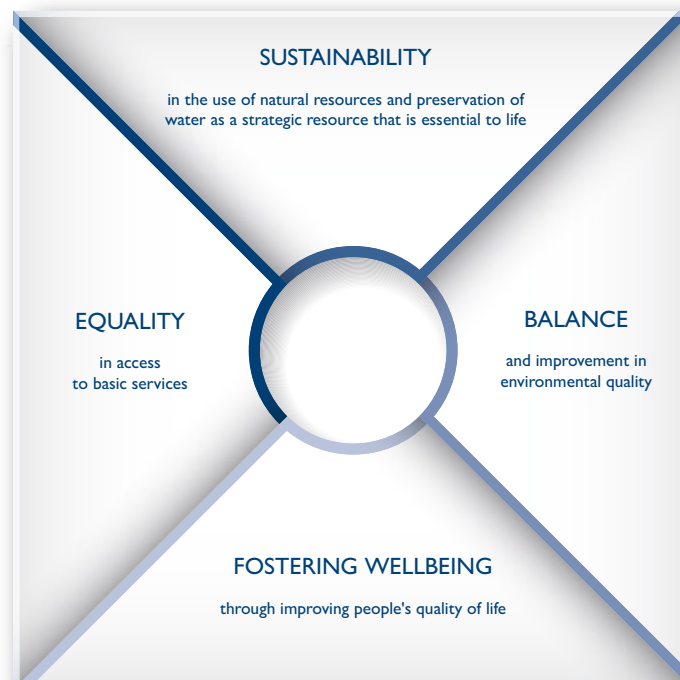 SUSTAINABILITY
in the use of natural resources and preservation of
water as a strategic resource that is essential to life
EQUALITY
in access
to basic services
BALANCE
and improvement in
environmental quality
FOSTERING WELLBEING
through improving people's quality of life